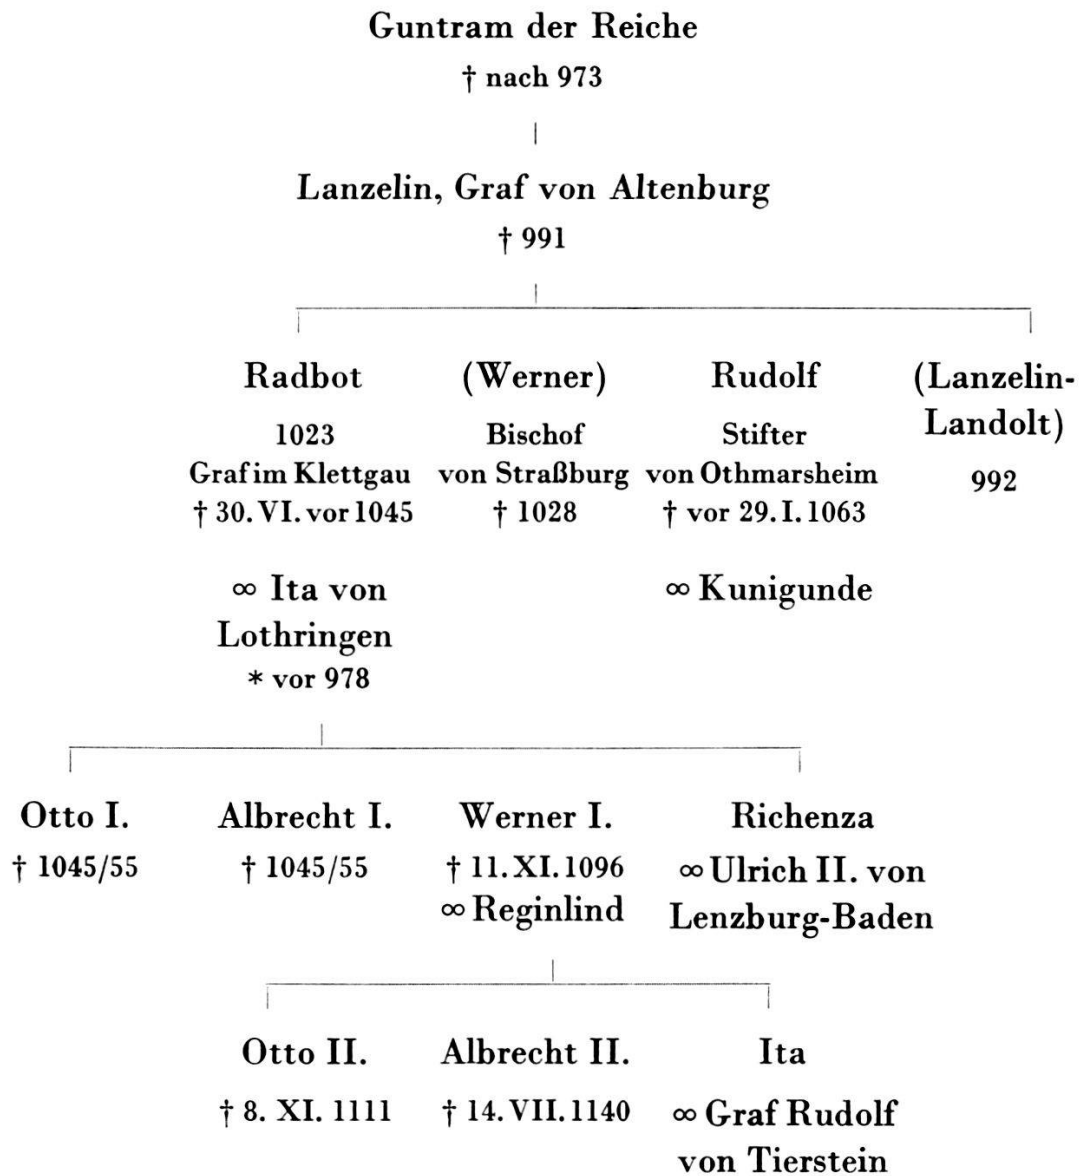 Guntram der Reiche
† nach 973
Lanzelin, Graf von Altenburg
† 991
Radbot
1023
Graf im Klettgau
† 30. VI. vor 1045
∞ Ita von
Lothringen
* vor 978
(Werner)
Bischof
von Straßburg
† 1028
Rudolf
Stifter
von Othmarsheim
† vor 29. I. 1063
∞ Kunigunde
(Lanzelin-
Landolt)
992
Otto I.
† 1045/55
Albrecht I.
† 1045/55
Werner I.
† 11. XI. 1096
∞ Reginlind
Richenza
∞ Ulrich II. von
Lenzburg-Baden
Otto II.
† 8. XI. 1111
Albrecht II.
† 14. VII. 1140
Ita
∞ Graf Rudolf
von Tierstein